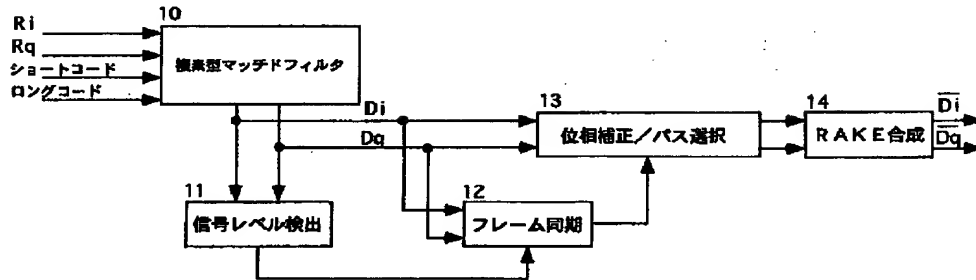 10
Ri
Rq
ショートコード
ロングコード
複素型マッチドフィルタ
Di
Dq
13
位相補正/パス選択
14
RAKE合成
Di
Dq
11
信号レベル検出
12
フレーム同期